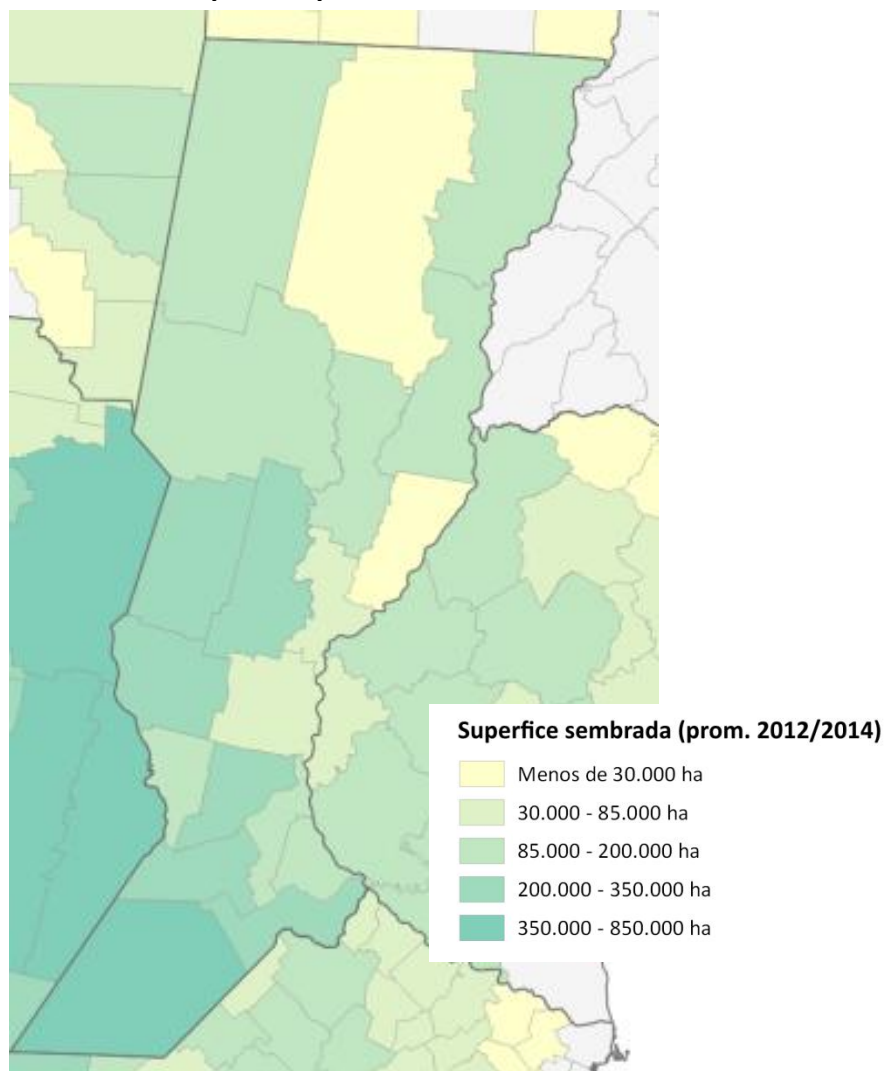 Superfice sembrada (prom. 2012/2014)
Menos de 30.000 ha
30.000 - 85.000 ha
85.000 - 200.000 ha
200.000 - 350.000 ha
350.000 - 850.000 ha